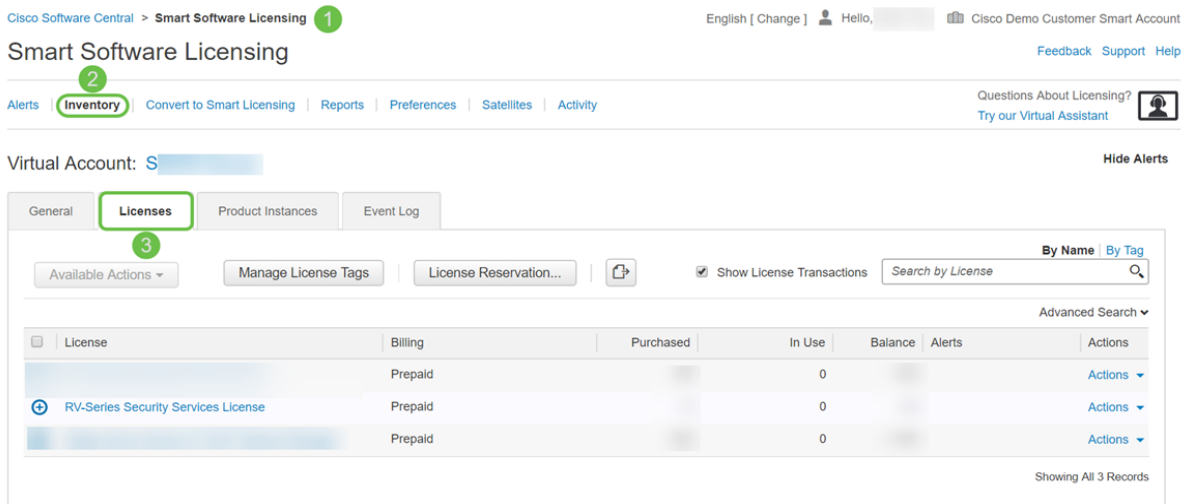 Cisco Software Central > Smart Software Licensing 1 English [ Change ] Hello, Cisco Demo Customer Smart Account
Smart Software Licensing Feedback Support Help
2
Alerts Inventory Convert to Smart Licensing Reports Preferences Satellites Activity Questions About Licensing?
Try our Virtual Assistant
Virtual Account: S Hide Alerts
General Licenses Product Instances Event Log
3
By Name By Tag
Available Actions Manage License Tags License Reservation... Show License Transactions Search by License
Advanced Search
License Billing Purchased In Use Balance Alerts Actions
Prepaid 0 Actions
RV-Series Security Services License Prepaid 0 Actions
Prepaid 0 Actions
Showing All 3 Records